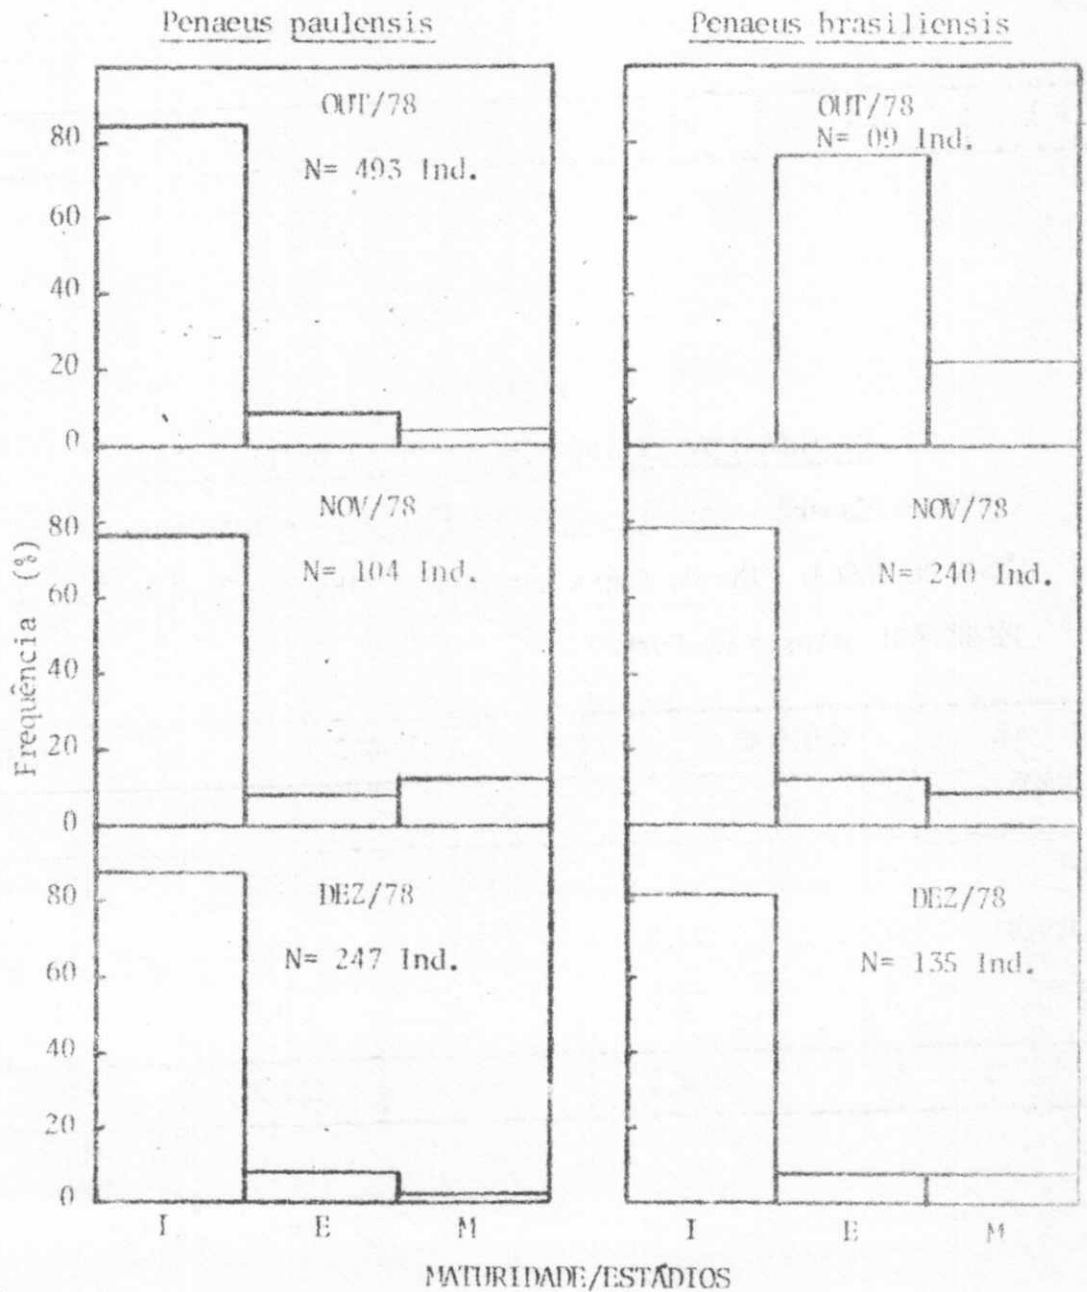 Penaeus paulensis
Penaeus brasiliensis
OUT/78
N= 493 Ind.
80
60
40
20
0
OUT/78
N= 09 Ind.
NOV/78
N= 104 Ind.
80
60
40
20
0
NOV/78
N= 240 Ind.
Frequência (%)
DEZ/78
N= 247 Ind.
80
60
40
20
0
DEZ/78
N= 135 Ind.
I E M
I E M
MATURIDADE/ESTÁDIOS